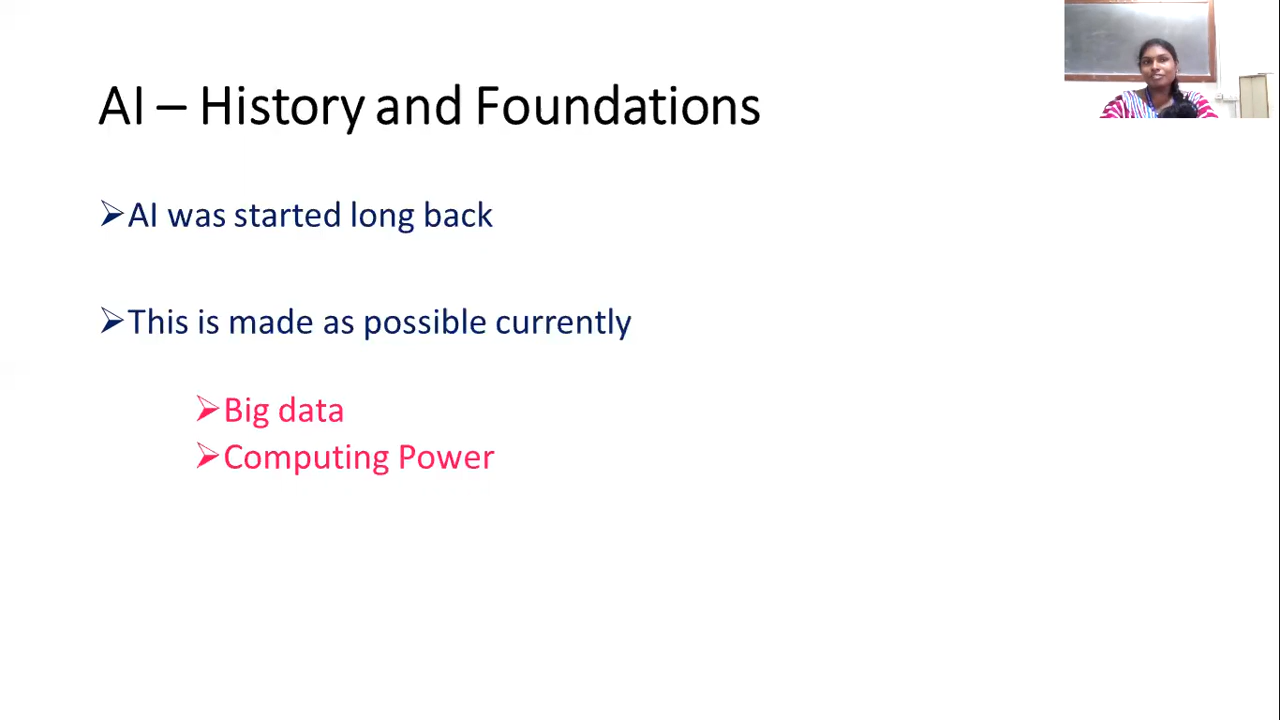 AI – History and Foundations
➢AI was started long back
➢This is made as possible currently
➢Big data
➢Computing Power